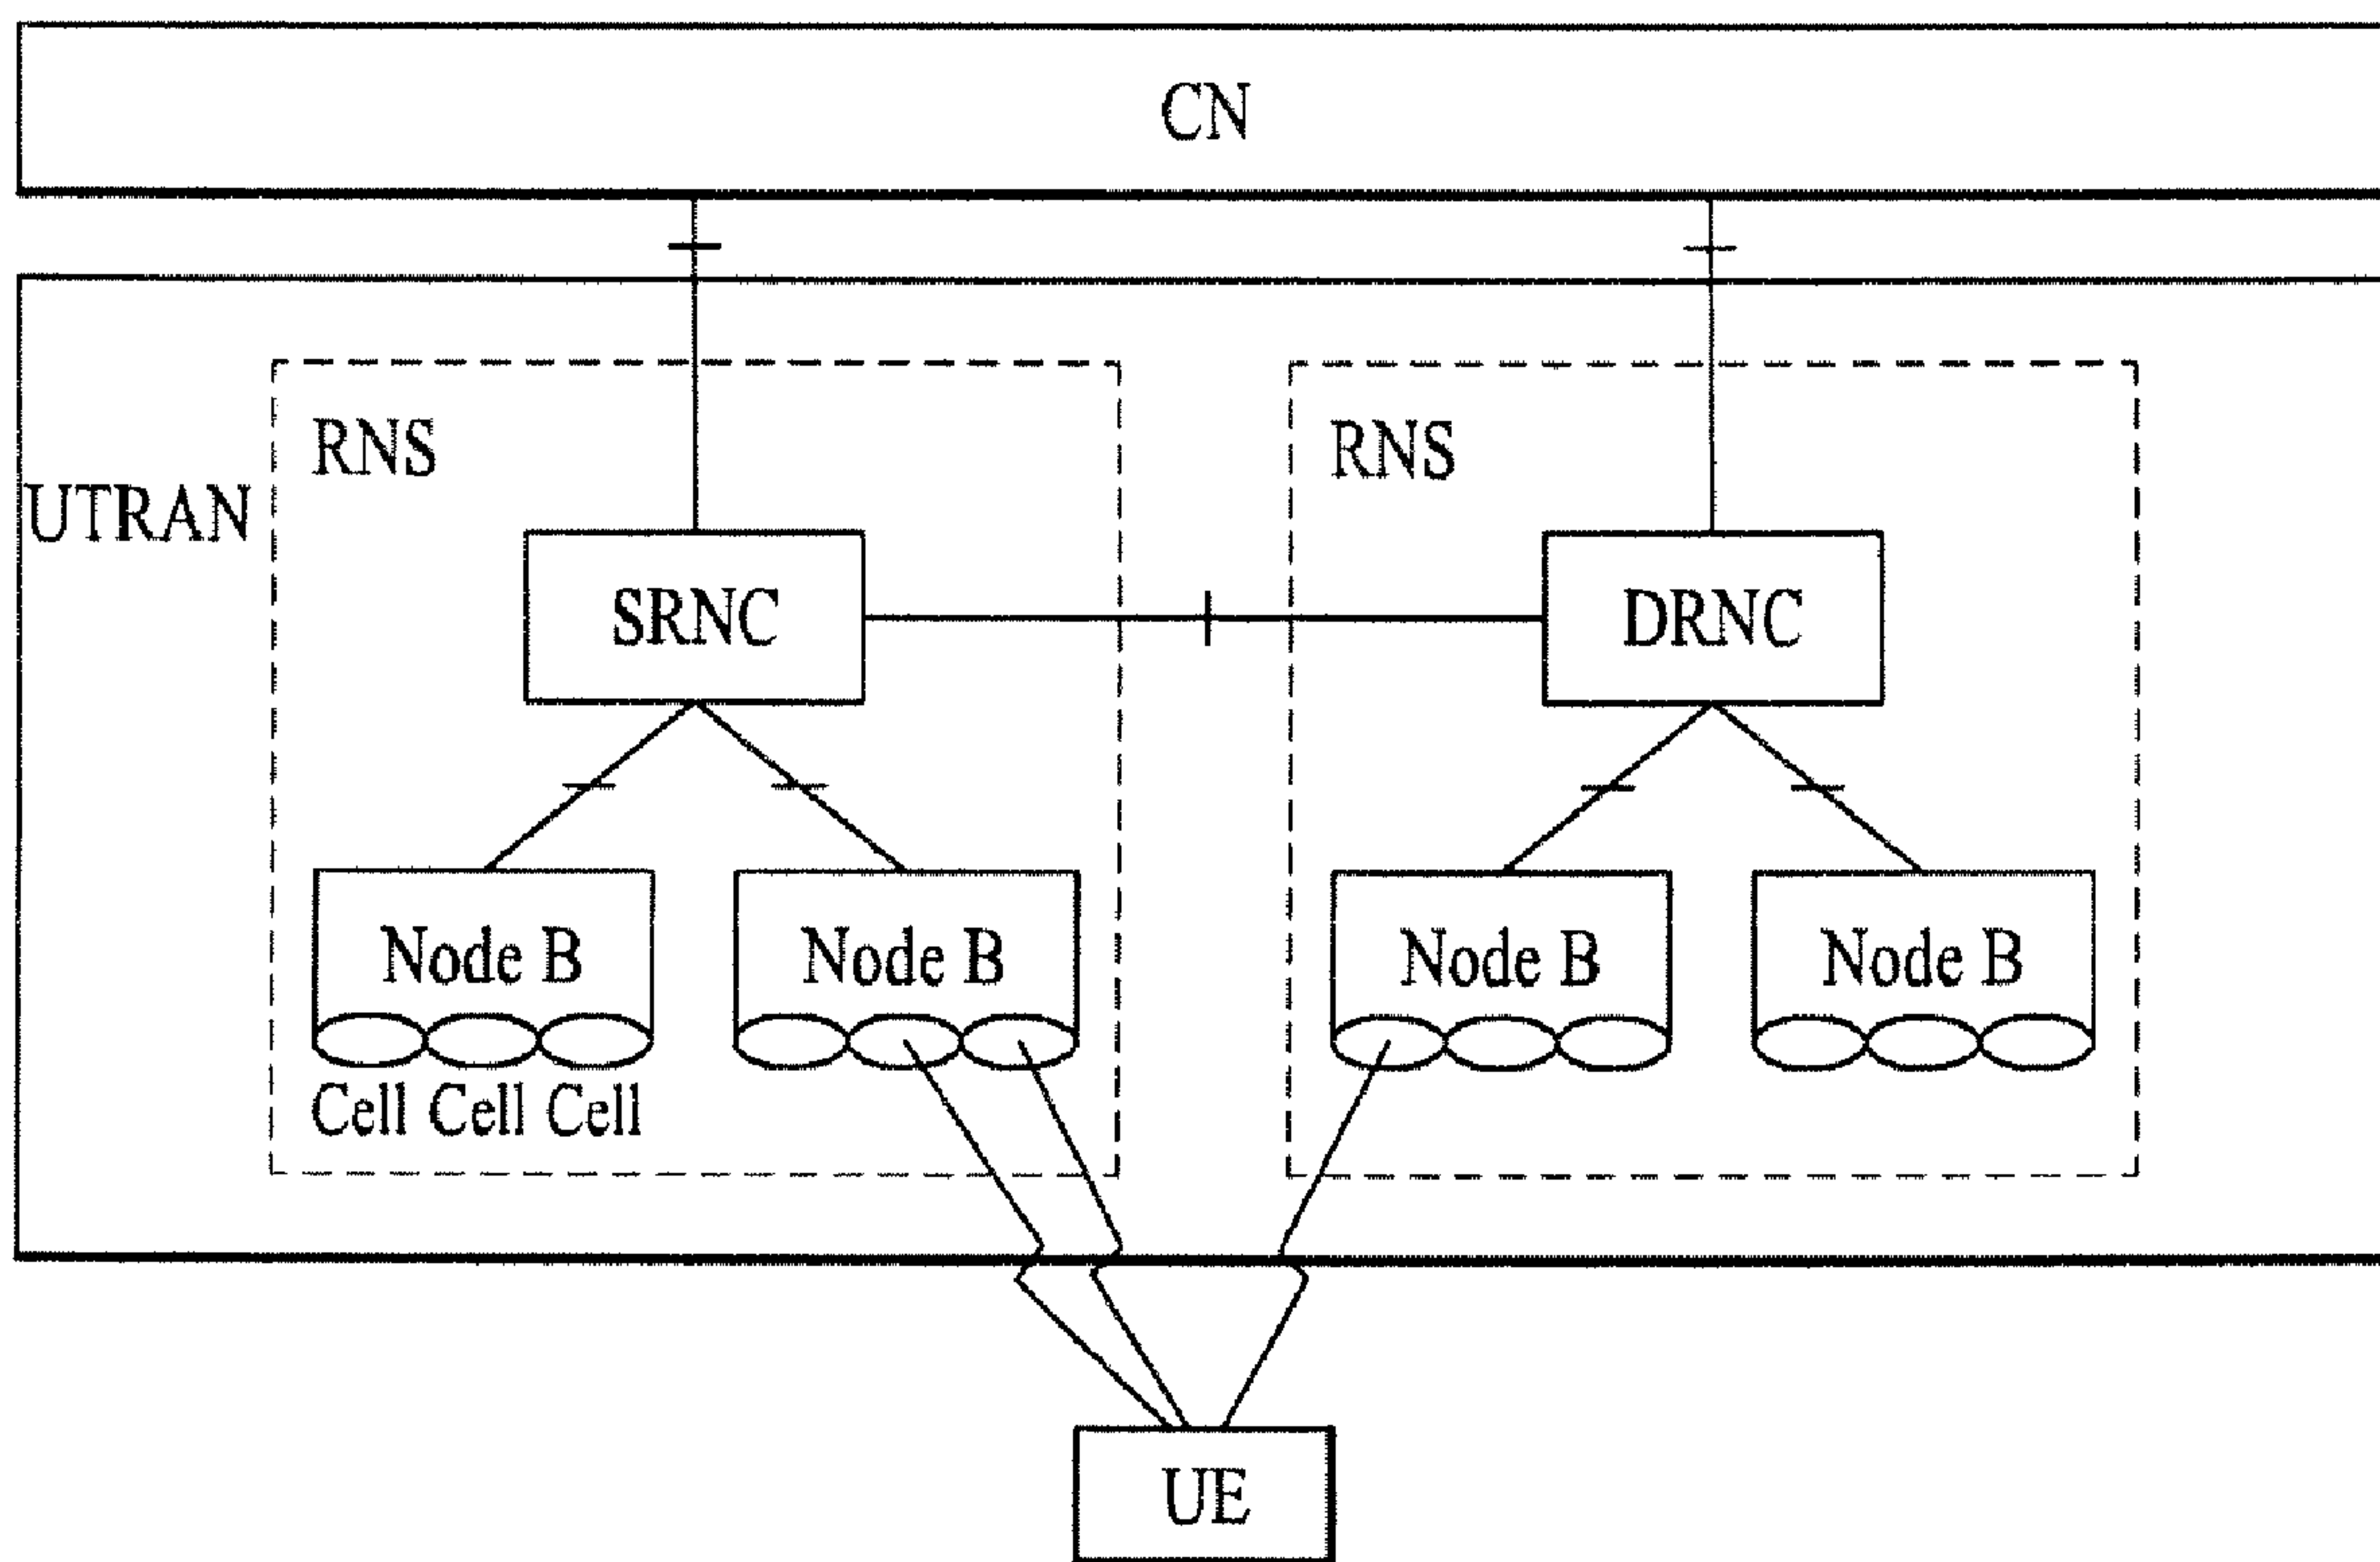 CN
UTRAN
RNS
RNS
SRNC
DRNC
Node B
Node B
Node B
Node B
Cell Cell Cell
UE